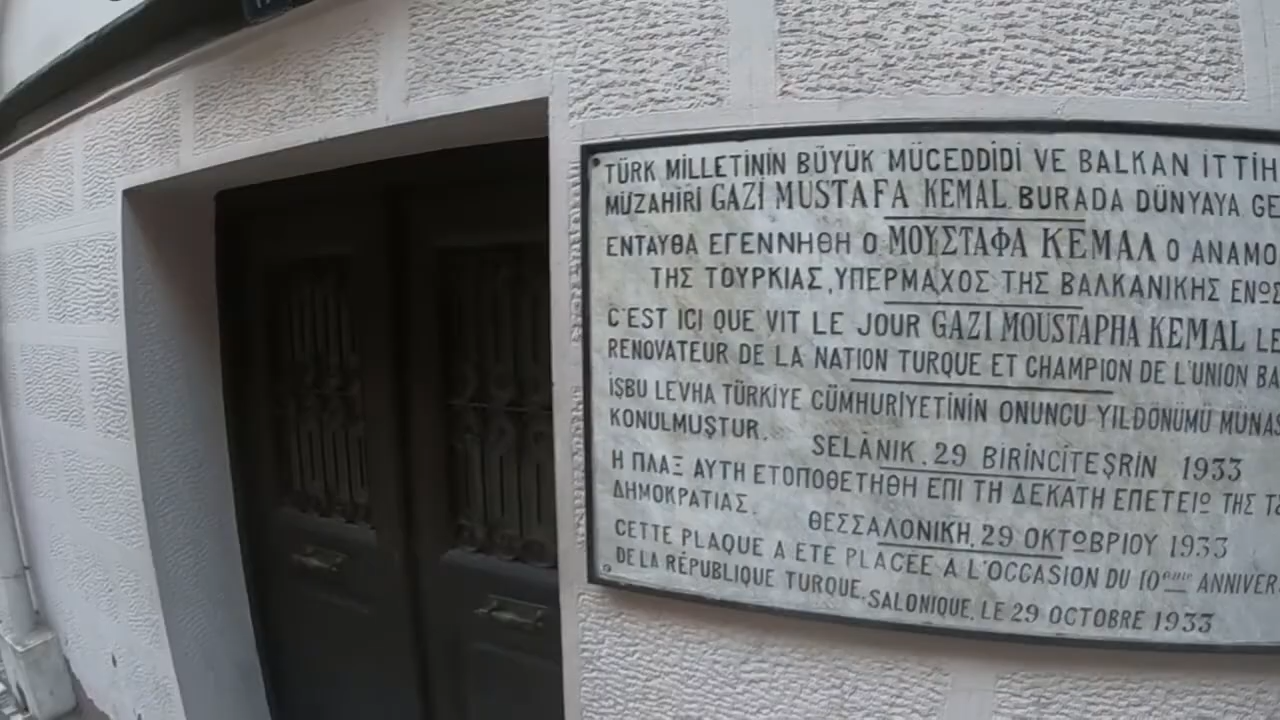 TÜRK MİLLETİNİN BÜYÜK MÜCEDDİDİ VE BALKAN İTTİH
MÜZAHİRİ GAZİ MUSTAFA KEMAL BURADA DÜNYAYA GE
ΕΝΤΑΥΘΑ ΕΓΕΝΝΗΘΗ Ο ΜΟΥΣΤΑΦΑ ΚΕΜΑΛ Ο ΑΝΑΜΟ
ΤΗΣ ΤΟΥΡΚΙΑΣ, ΥΠΕΡΜΑΧΟΣ ΤΗΣ ΒΑΛΚΑΝΙΚΗΣ ΕΝΩΣ
C'EST ICI QUE VIT LE JOUR GAZI MOUSTAPHA KEMAL LE
RENOVATEUR DE LA NATION TURQUE ET CHAMPION DE L'UNION BA
İŞBU LEVHA TÜRKİYE CÜMHURİYETİNİN ONUNCU YILDÖNÜMÜ MÜNAS
KONULMUŞTUR. SELÂNİK. 29 BİRİNCİTEŞRİN 1933
Η ΠΛΑΞ ΑΥΤΗ ΕΤΟΠΟΘΕΤΗΘΗ ΕΠΙ ΤΗ ΔΕΚΑΤΗ ΕΠΕΤΕΙΩ ΤΗΣ ΤΟ
ΔΗΜΟΚΡΑΤΙΑΣ. ΘΕΣΣΑΛΟΝΙΚΗ, 29 ΟΚΤΩΒΡΙΟΥ 1933
CETTE PLAQUE A ETE PLACÉE A L'OCCASION DU 10ème ANNIVER
DE LA RÉPUBLIQUE TURQUE. SALONIQUE, LE 29 OCTOBRE 1933